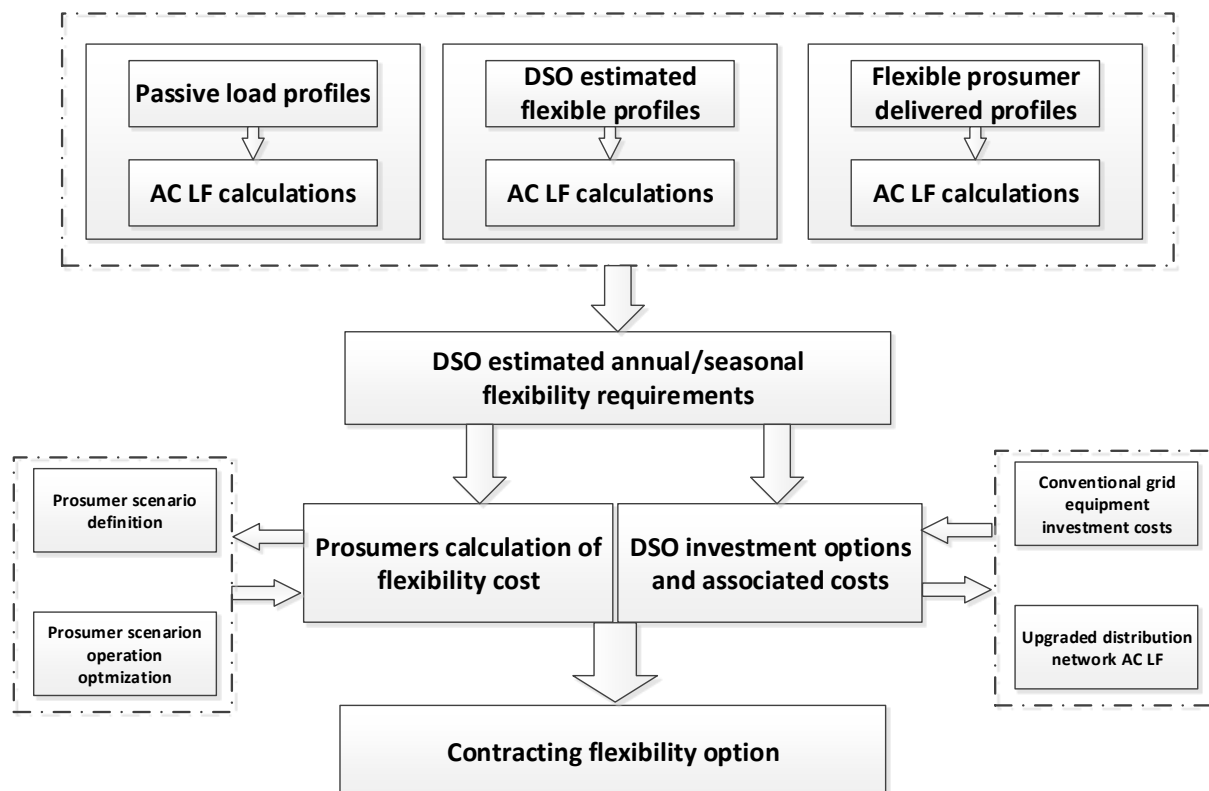 Passive load profiles
AC LF calculations
DSO estimated
flexible profiles
AC LF calculations
Flexible prosumer
delivered profiles
AC LF calculations
DSO estimated annual/seasonal
flexibility requirements
Prosumer scenario
definition
Prosumer scenarion
operation
optmization
Prosumers calculation of
flexibility cost
DSO investment options
and associated costs
Conventional grid
equipment
investment costs
Upgraded distribution
network AC LF
Contracting flexibility option